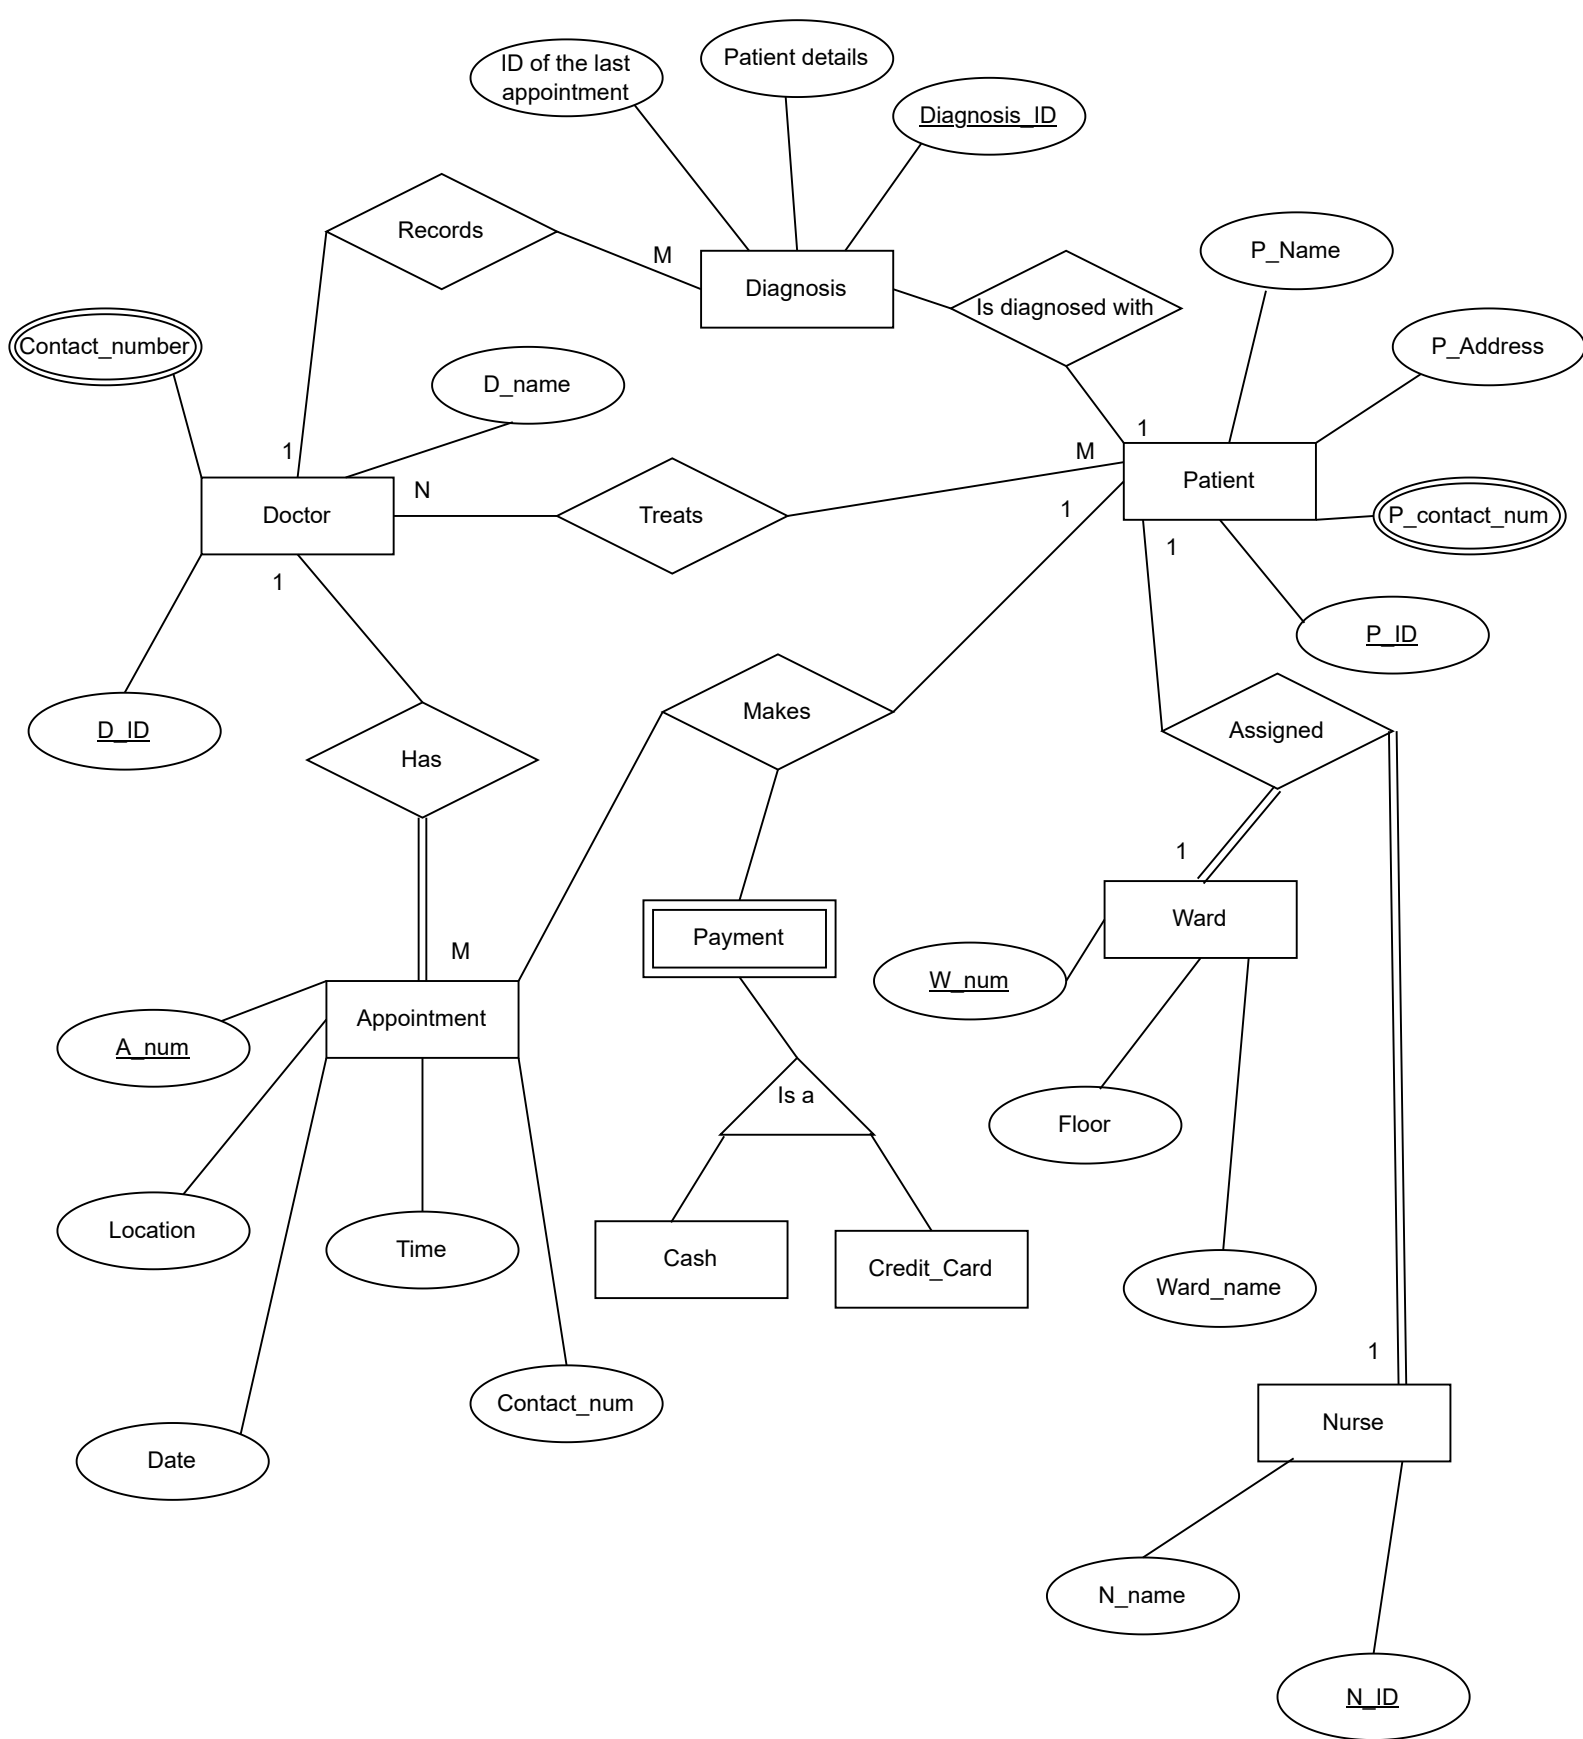 ID of the last
appointment
Patient details
Diagnosis_ID
Records
M
Diagnosis
Is diagnosed with
P_Name
P_Address
Contact_number
D_name
1
N
Doctor
1
Treats
M
1
1
Patient
1
P_contact_num
P_ID
D_ID
Has
Makes
Assigned
M
Appointment
Payment
1
Ward
W_num
A_num
Is a
Floor
Location
Time
Cash
Credit_Card
Ward_name
1
Contact_num
Nurse
Date
N_name
N_ID